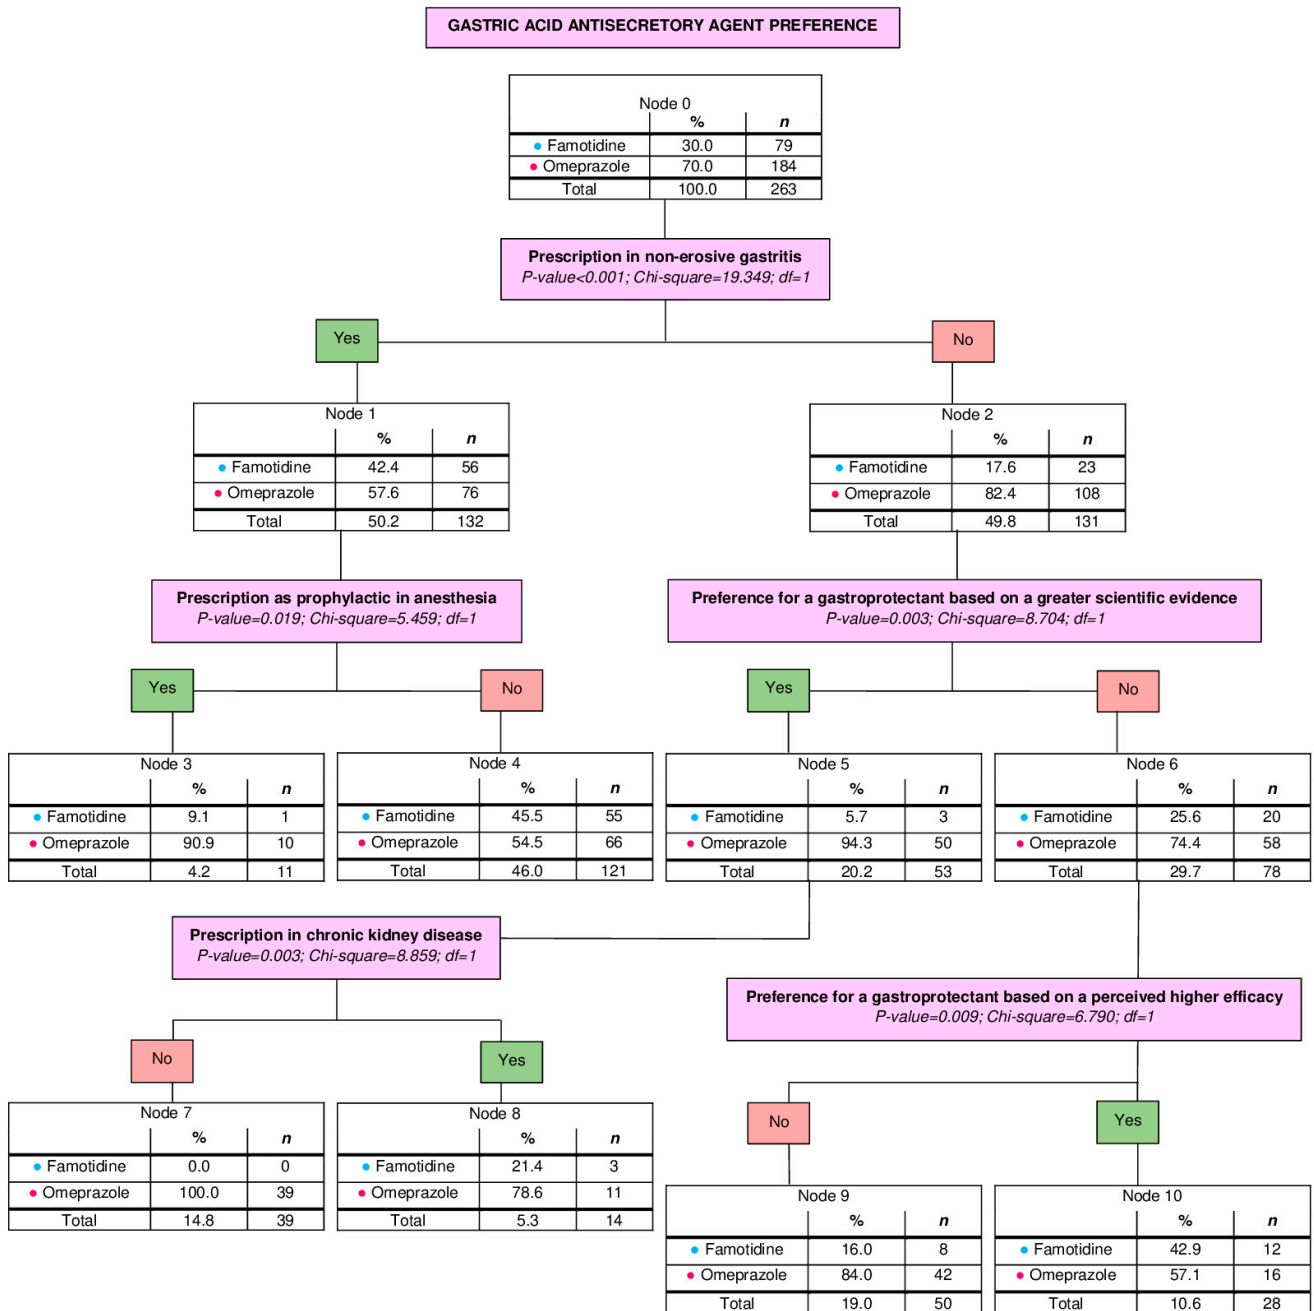 GASTRIC ACID ANTISECRETORY AGENT PREFERENCE
Node 0
% n
Famotidine 30.0 79
Omeprazole 70.0 184
Total 100.0 263
Prescription in non-erosive gastritis
P-value<0.001; Chi-square=19.349; df=1
Yes
No
Node 1
% n
Famotidine 42.4 56
Omeprazole 57.6 76
Total 50.2 132
Node 2
% n
Famotidine 17.6 23
Omeprazole 82.4 108
Total 49.8 131
Prescription as prophylactic in anesthesia
P-value=0.019; Chi-square=5.459; df=1
Preference for a gastroprotectant based on a greater scientific evidence
P-value=0.003; Chi-square=8.704; df=1
Yes
No
Yes
No
Node 3
% n
Famotidine 9.1 1
Omeprazole 90.9 10
Total 4.2 11
Node 4
% n
Famotidine 45.5 55
Omeprazole 54.5 66
Total 46.0 121
Node 5
% n
Famotidine 5.7 3
Omeprazole 94.3 50
Total 20.2 53
Node 6
% n
Famotidine 25.6 20
Omeprazole 74.4 58
Total 29.7 78
Prescription in chronic kidney disease
P-value=0.003; Chi-square=8.859; df=1
Preference for a gastroprotectant based on a perceived higher efficacy
P-value=0.009; Chi-square=6.790; df=1
No
Yes
No
Yes
Node 7
% n
Famotidine 0.0 0
Omeprazole 100.0 39
Total 14.8 39
Node 8
% n
Famotidine 21.4 3
Omeprazole 78.6 11
Total 5.3 14
Node 9
% n
Famotidine 16.0 8
Omeprazole 84.0 42
Total 19.0 50
Node 10
% n
Famotidine 42.9 12
Omeprazole 57.1 16
Total 10.6 28